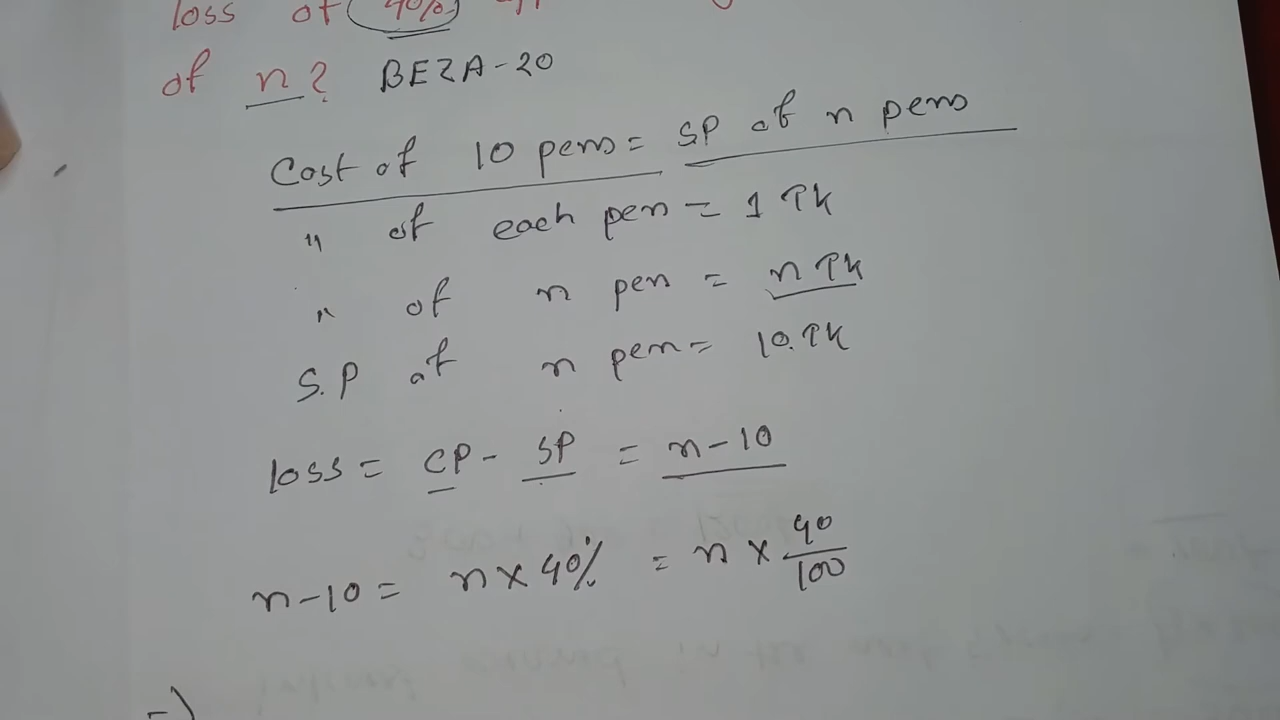 loss of 40%
of n? BEZA-20
Cost of 10 pens = SP of n pens
" of each pen = 1 TK
" of n pen = n TK
S.P of n pen = 10.TK
loss = CP - SP = n-10
n-10 = n×40% = n × 40/100